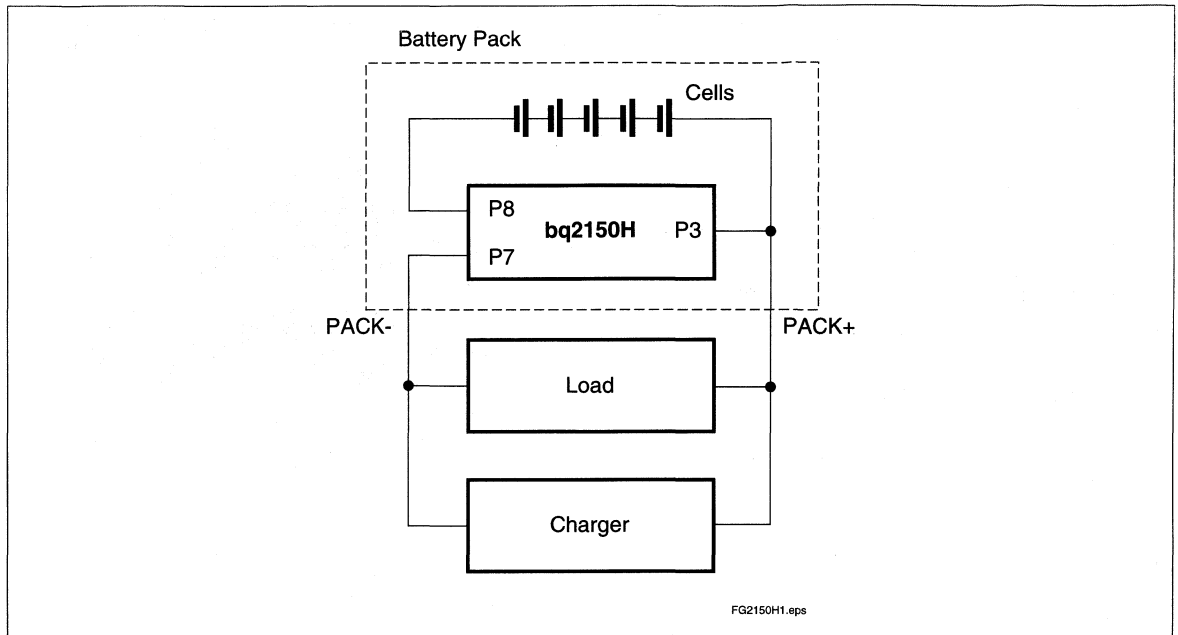 Battery Pack
Cells
P8
bq2150H
P3
P7
PACK-
PACK+
Load
Charger
FG2150H1.eps